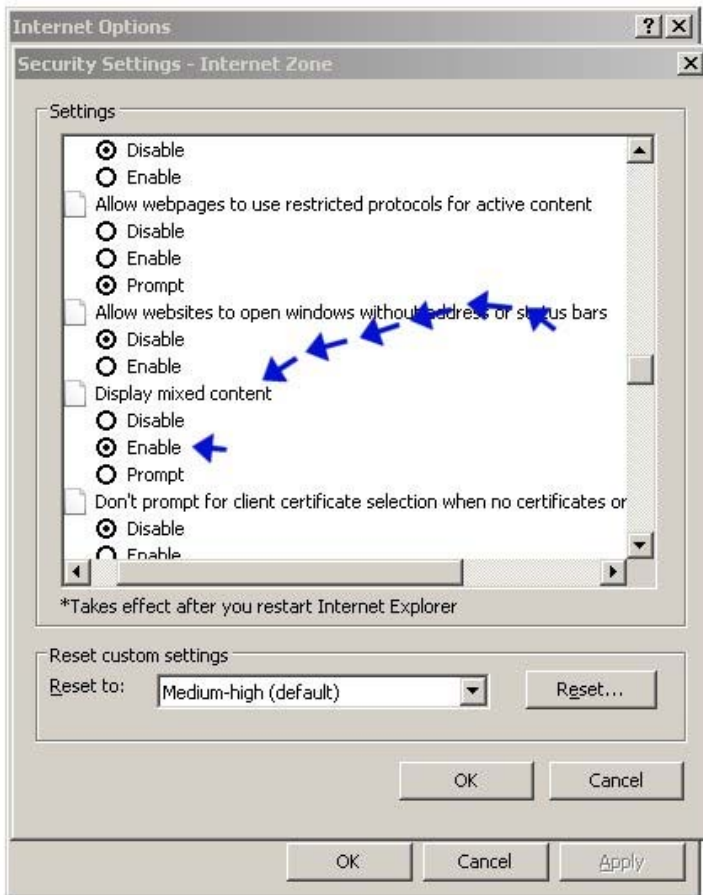 Internet Options
Security Settings - Internet Zone
Settings
Disable
Enable
Allow webpages to use restricted protocols for active content
Disable
Enable
Prompt
Allow websites to open windows without address or status bars
Disable
Enable
Display mixed content
Disable
Enable
Prompt
Don't prompt for client certificate selection when no certificates or
Disable
Enable
*Takes effect after you restart Internet Explorer
Reset custom settings
Reset to: Medium-high (default) Reset...
OK Cancel
OK Cancel Apply